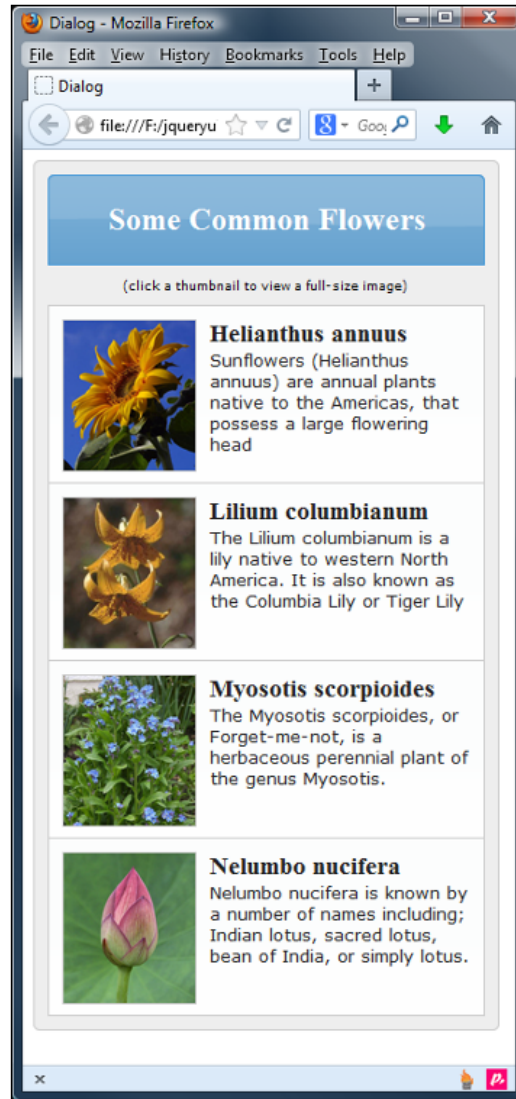 Dialog - Mozilla Firefox
File Edit View History Bookmarks Tools Help
Dialog
file:///F:/jqueryu
Goo
Some Common Flowers
(click a thumbnail to view a full-size image)
Helianthus annuus
Sunflowers (Helianthus
annuus) are annual plants
native to the Americas, that
possess a large flowering
head
Lilium columbianum
The Lilium columbianum is a
lily native to western North
America. It is also known as
the Columbia Lily or Tiger Lily
Myosotis scorpioides
The Myosotis scorpioides, or
Forget-me-not, is a
herbaceous perennial plant of
the genus Myosotis.
Nelumbo nucifera
Nelumbo nucifera is known by
a number of names including;
Indian lotus, sacred lotus,
bean of India, or simply lotus.